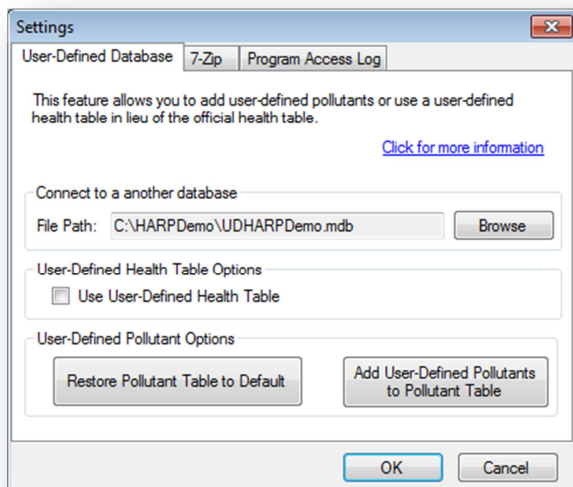 Settings
User-Defined Database
7-Zip
Program Access Log
This feature allows you to add user-defined pollutants or use a user-defined
health table in lieu of the official health table.
Click for more information
Connect to a another database
File Path:
C:\HARPDemo\UDHARPDemo.mdb
Browse
User-Defined Health Table Options
Use User-Defined Health Table
User-Defined Pollutant Options
Restore Pollutant Table to Default
Add User-Defined Pollutants
to Pollutant Table
OK
Cancel